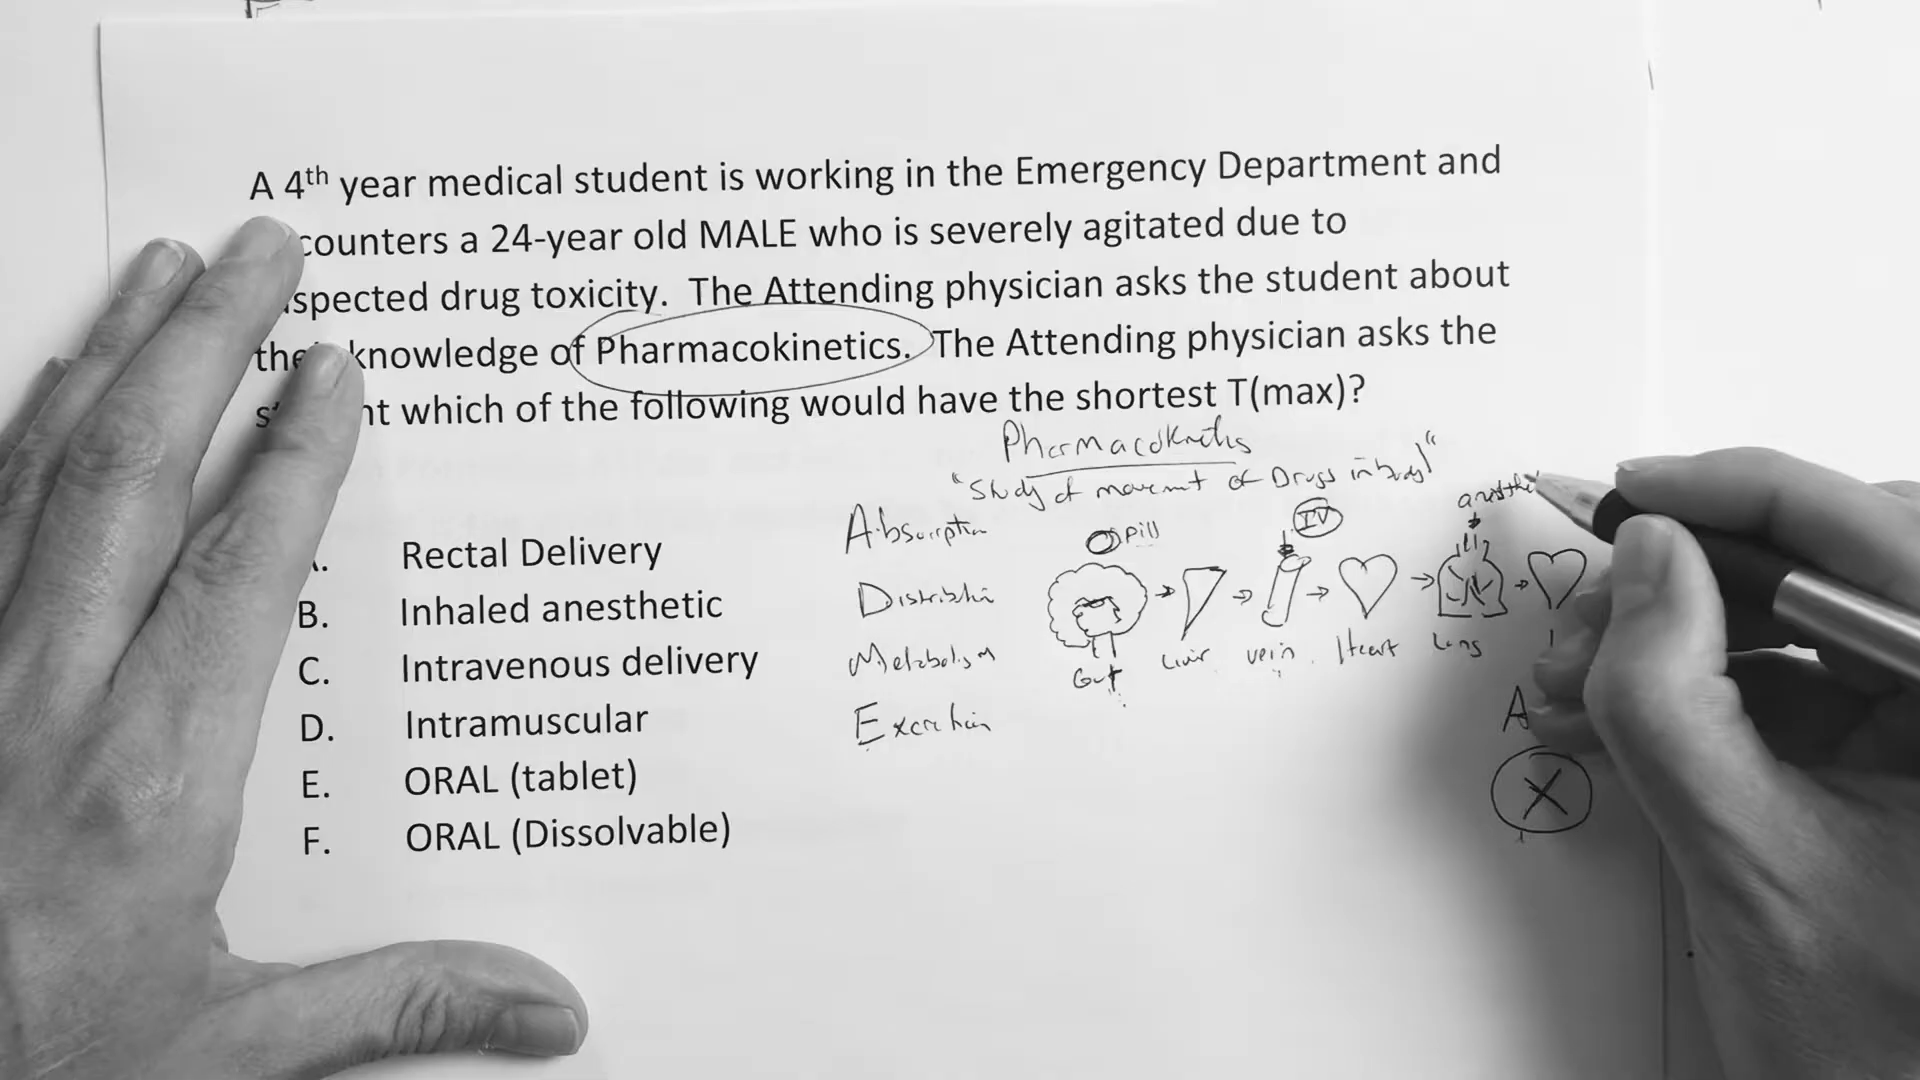 A 4th year medical student is working in the Emergency Department and
counters a 24-year old MALE who is severely agitated due to
spected drug toxicity. The Attending physician asks the student about
the knowledge of Pharmacokinetics. The Attending physician asks the
s nt which of the following would have the shortest T(max)?
Pharmacokinetics
"Study of movement of Drugs in body"
Absorption
Distribution
Metabolism
Excretion
Pill
IV
anesthe
Gut
Liver
vein
Heart
Lung
A
X
Rectal Delivery
B. Inhaled anesthetic
C. Intravenous delivery
D. Intramuscular
E. ORAL (tablet)
F. ORAL (Dissolvable)